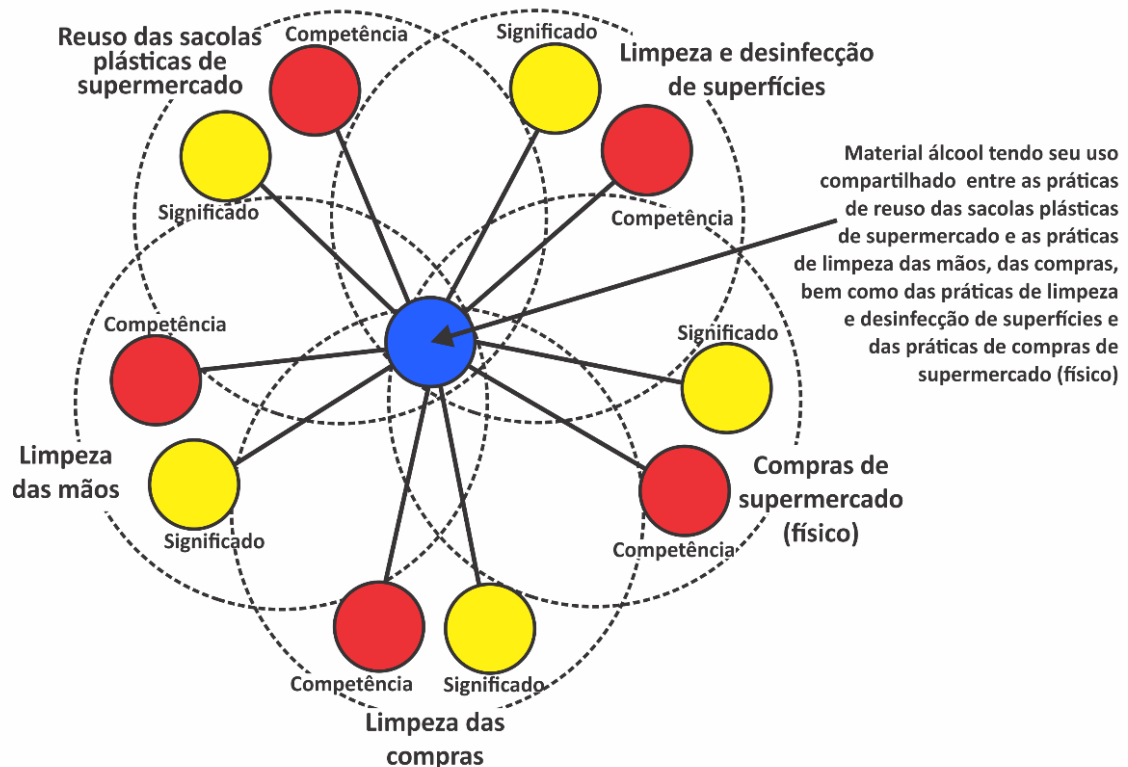 Reuso das sacolas
plásticas de
supermercado
Competência
Significado
Limpeza e desinfecção
de superfícies
Significado
Competência
Material álcool tendo seu uso
compartilhado entre as práticas
de reuso das sacolas plásticas
de supermercado e as práticas
de limpeza das mãos, das compras,
bem como das práticas de limpeza
e desinfecção de superfícies e
das práticas de compras de
supermercado (físico)
Competência
Significado
Limpeza
das mãos
Significado
Compras de
supermercado
(físico)
Competência
Competência
Significado
Limpeza das
compras